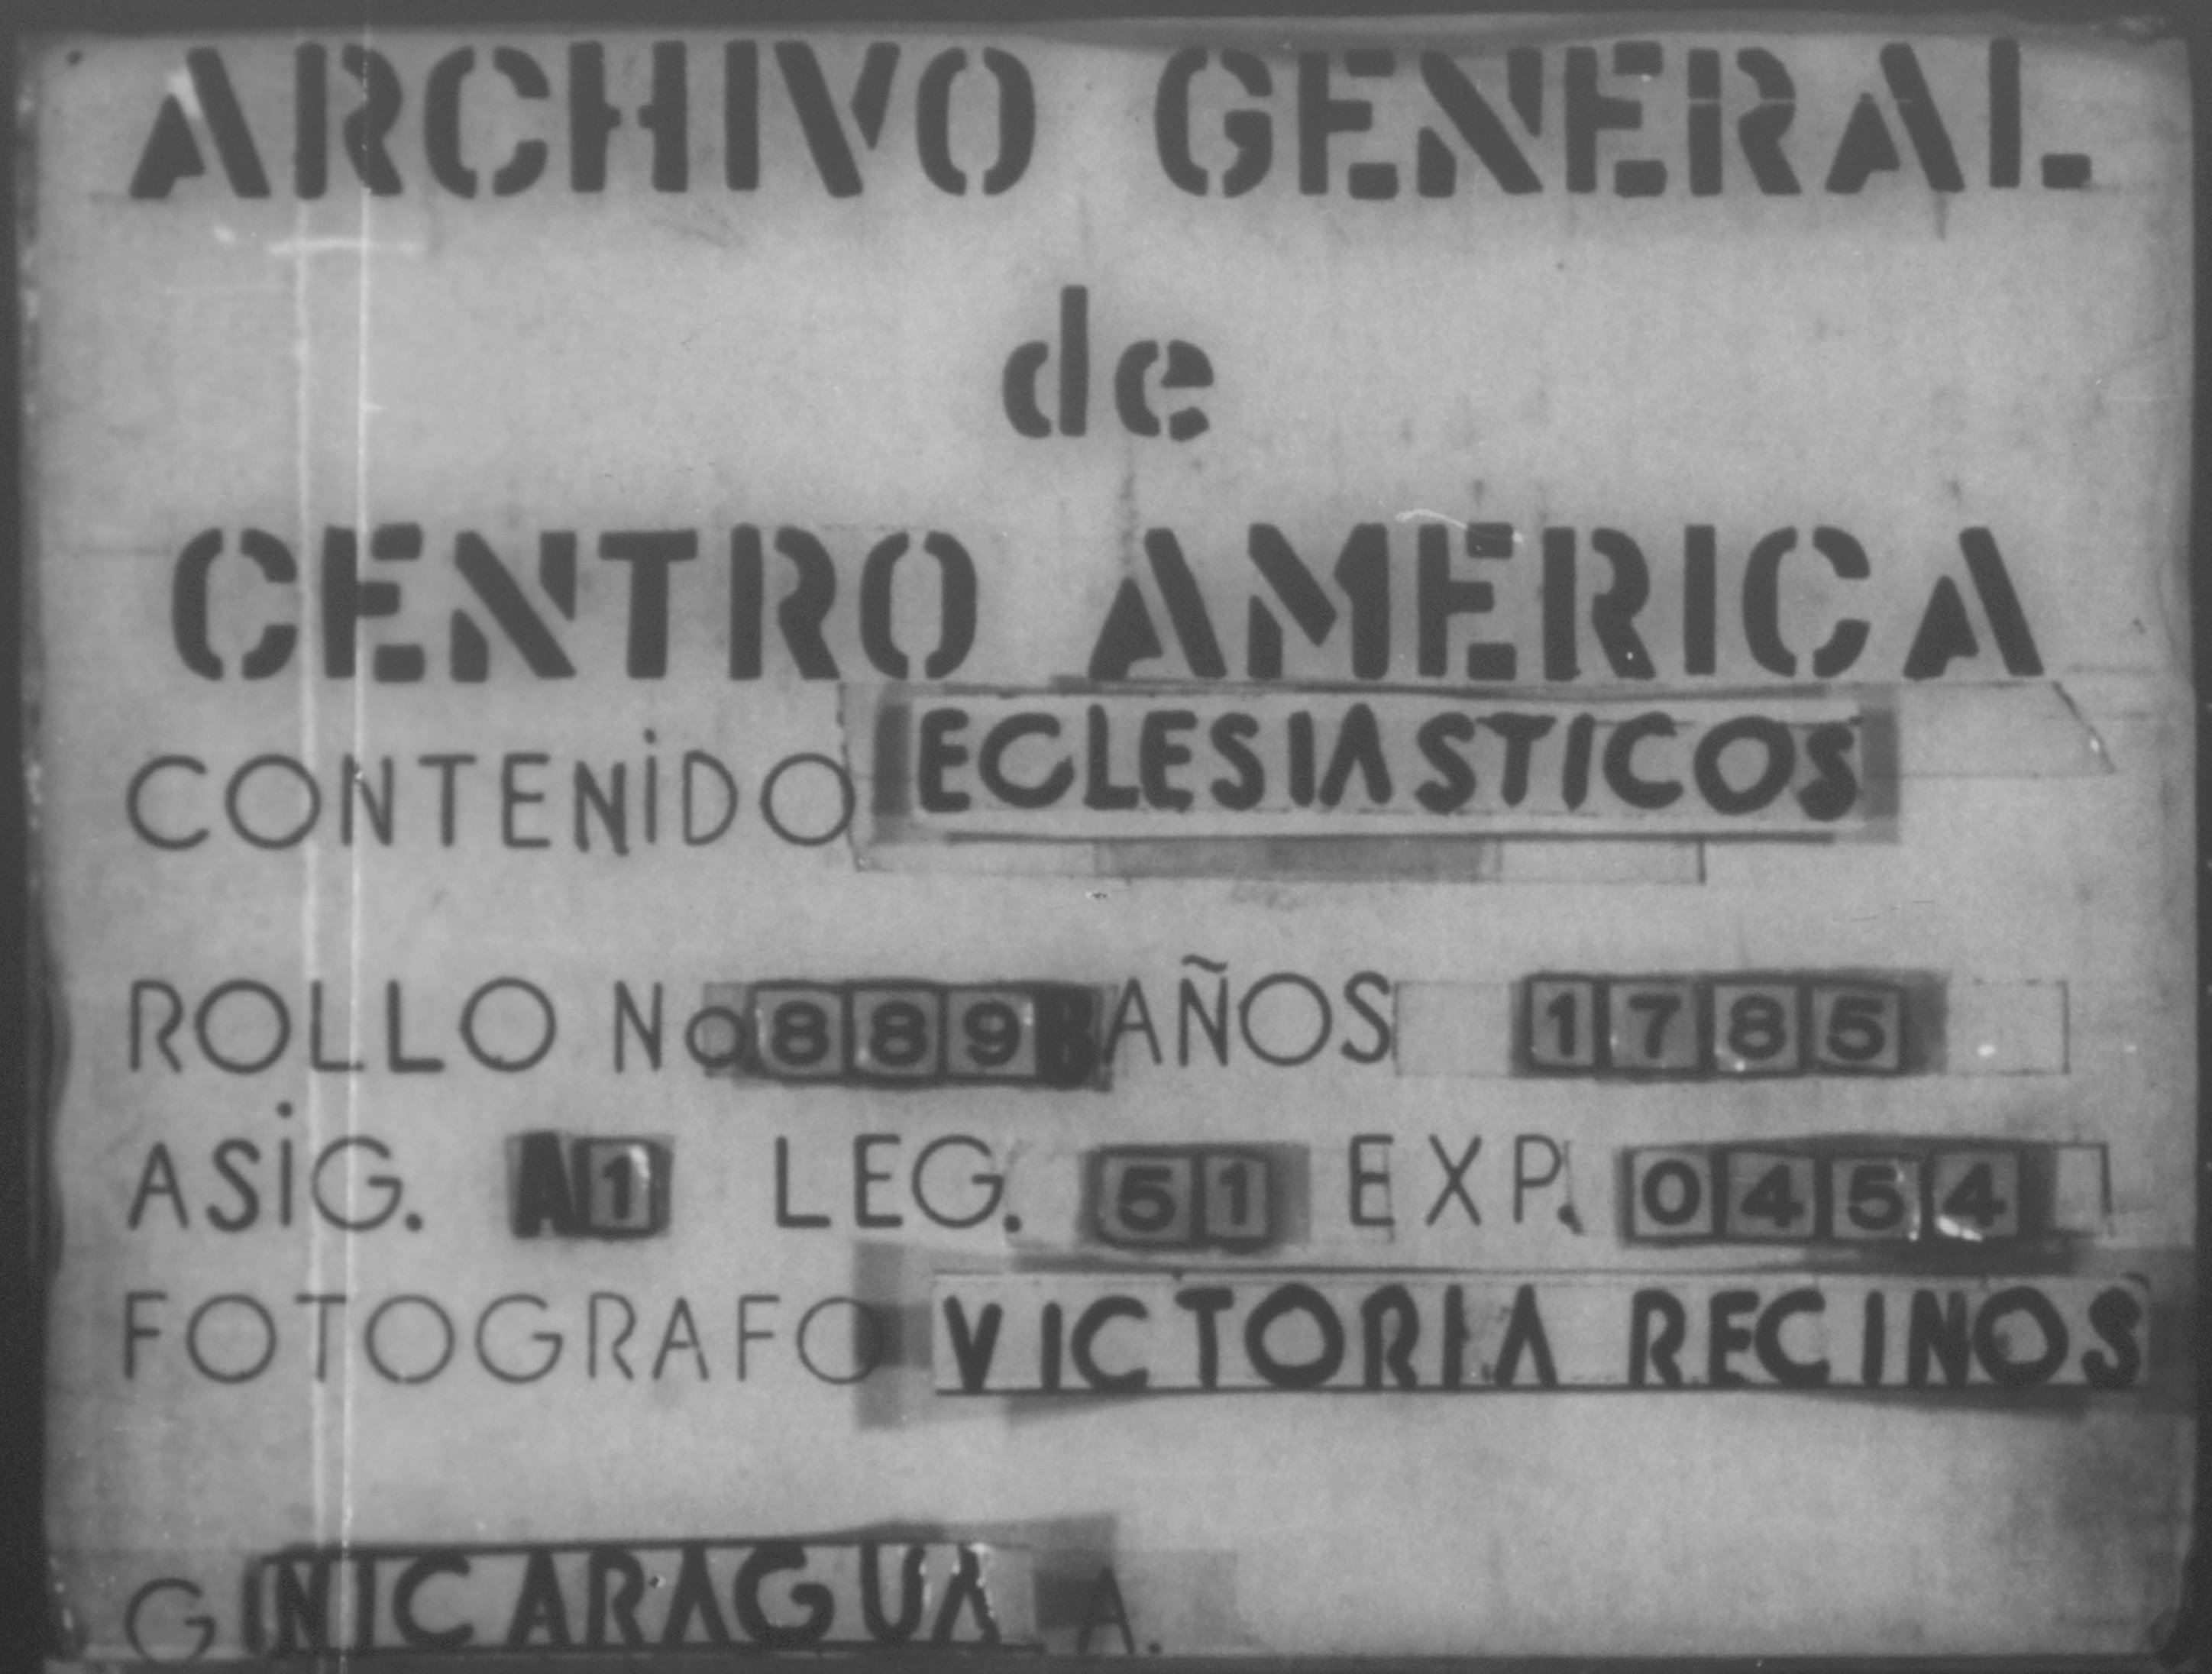 ARCHIVO GENERAL
de
CENTRO AMERICA
CONTENIDO ECLESIASTICOS
ROLLO No 889B AÑOS 1785
ASIG. A1 LEG. 51 EXP. 0454
FOTOGRAFO VICTORIA RECINOS
G NICARAGUA A.